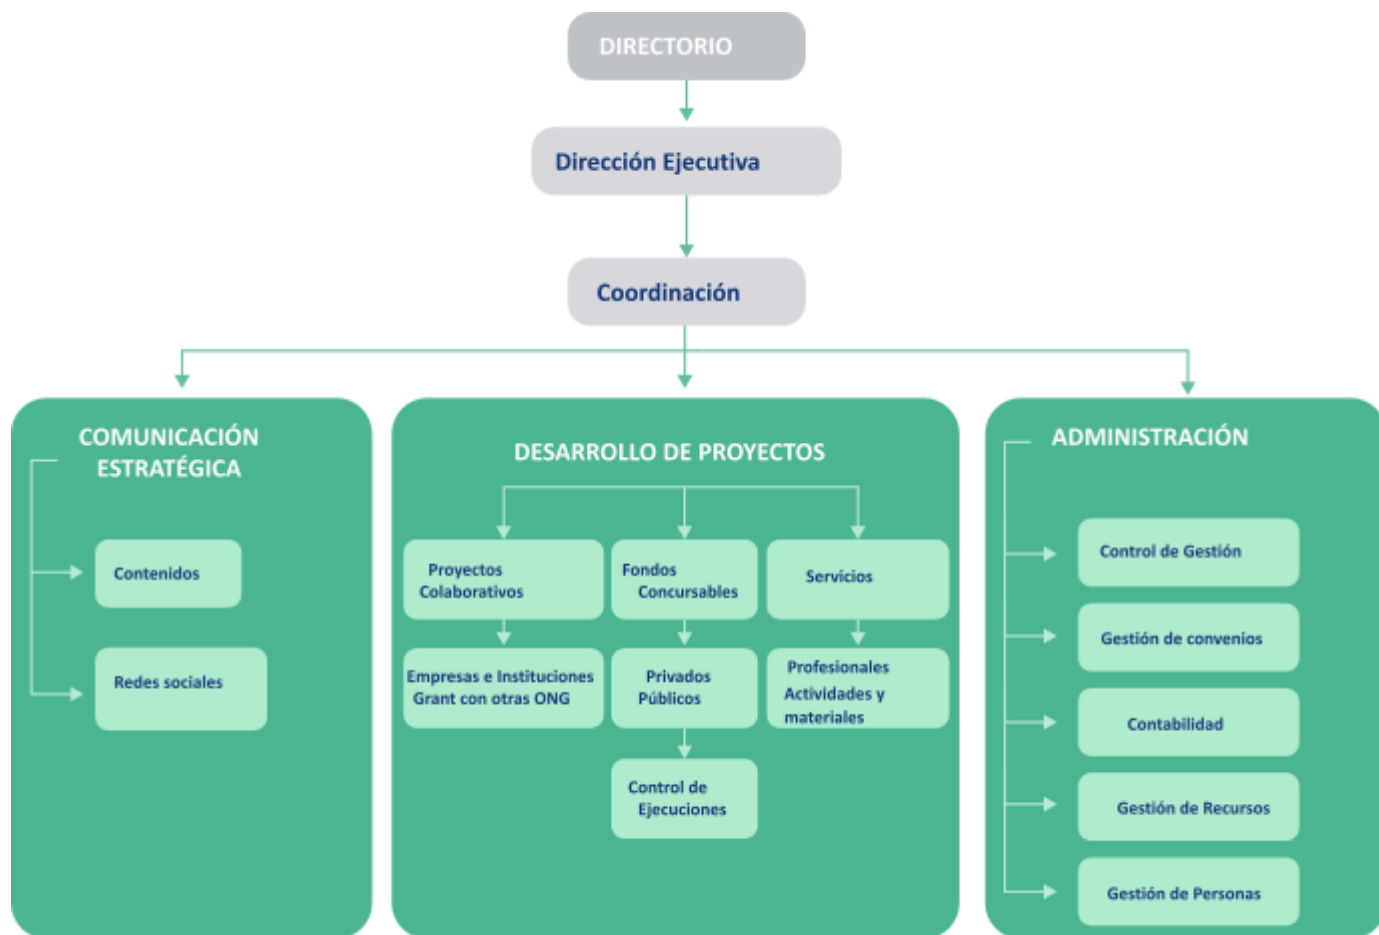 DIRECTORIO
Dirección Ejecutiva
Coordinación
COMUNICACIÓN
ESTRATÉGICA
Contenidos
Redes sociales
DESARROLLO DE PROYECTOS
Proyectos
Colaborativos
Fondos
Concursables
Servicios
Empresas e Instituciones
Grant con otras ONG
Privados
Públicos
Profesionales
Actividades y
materiales
Control de
Ejecuciones
ADMINISTRACIÓN
Control de Gestión
Gestión de convenios
Contabilidad
Gestión de Recursos
Gestión de Personas